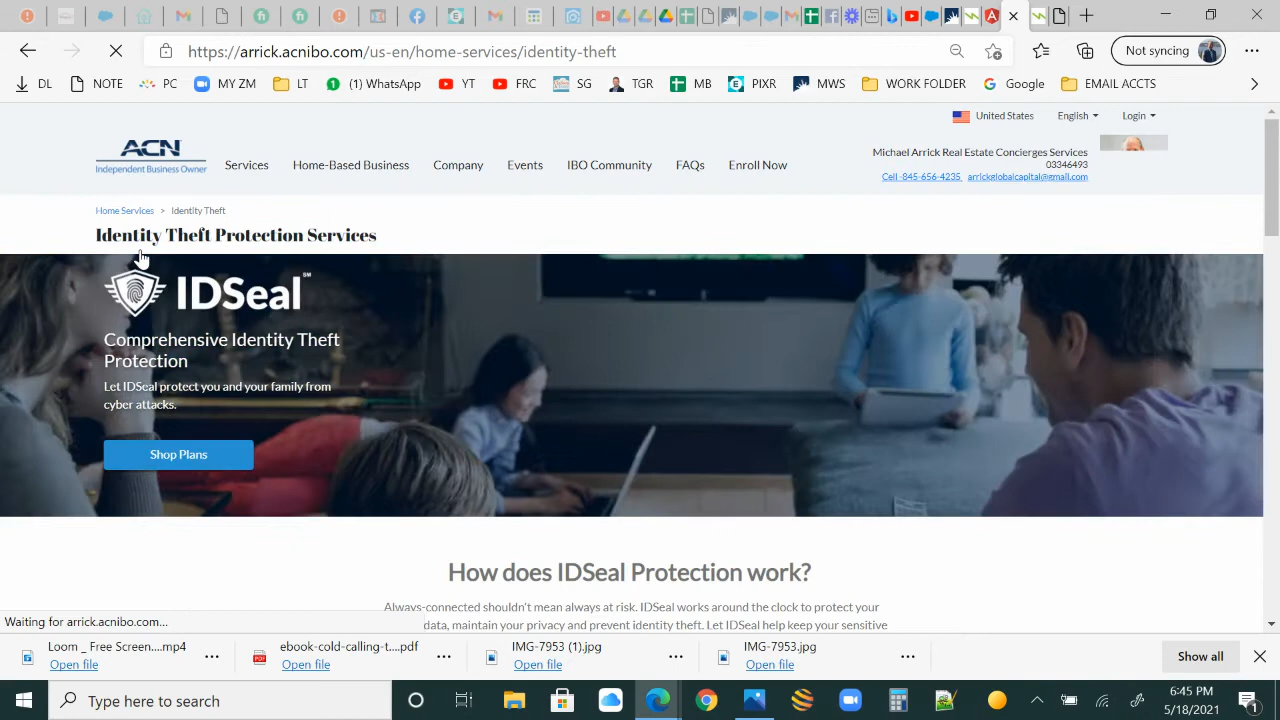 https://arrick.acnibo.com/us-en/home-services/identity-theft
Not syncing
DL
NOTE
PC
MY ZM
LT
(1) WhatsApp
YT
FRC
SG
TGR
MB
PIXR
MWS
WORK FOLDER
Google
EMAIL ACCTS
United States
English
Login
ACN
Independent Business Owner
Services
Home-Based Business
Company
Events
IBO Community
FAQs
Enroll Now
Michael Arrick Real Estate Concierges Services
03346493
Cell -845-656-4235 arrickglobalcapital@gmail.com
Home Services > Identity Theft
Identity Theft Protection Services
IDSeal℠
Comprehensive Identity Theft
Protection
Let IDSeal protect you and your family from
cyber attacks.
Shop Plans
How does IDSeal Protection work?
Always-connected shouldn't mean always at risk. IDSeal works around the clock to protect your
data, maintain your privacy and prevent identity theft. Let IDSeal help keep your sensitive
Waiting for arrick.acnibo.com...
Loom _ Free Screen....mp4
Open file
ebook-cold-calling-t....pdf
Open file
IMG-7953 (1).jpg
Open file
IMG-7953.jpg
Open file
Show all
Type here to search
6:45 PM
5/18/2021
1